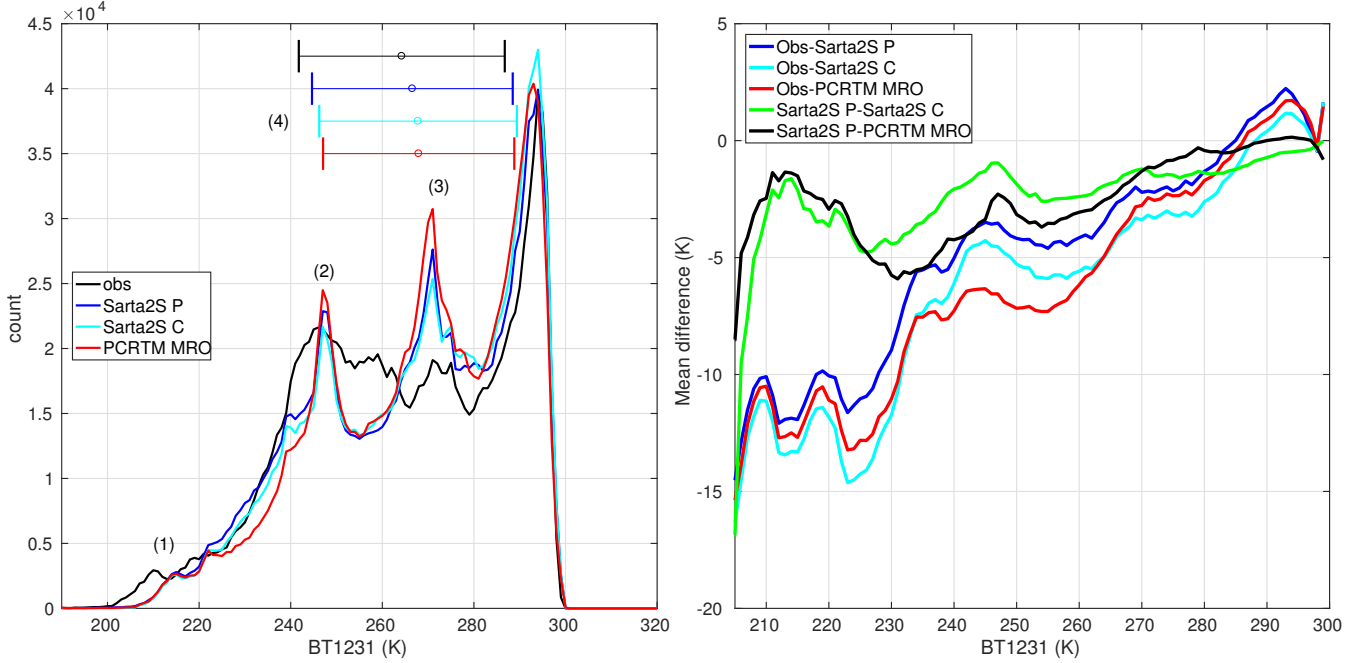 ×10⁴
4.5
4
3.5
3
2.5
2
1.5
1
0.5
0
count
200
220
240
260
280
300
320
BT1231 (K)
(1)
(2)
(3)
(4)
obs
Sarta2S P
Sarta2S C
PCRTM MRO
5
0
-5
-10
-15
-20
Mean difference (K)
210
220
230
240
250
260
270
280
290
300
BT1231 (K)
Obs-Sarta2S P
Obs-Sarta2S C
Obs-PCRTM MRO
Sarta2S P-Sarta2S C
Sarta2S P-PCRTM MRO